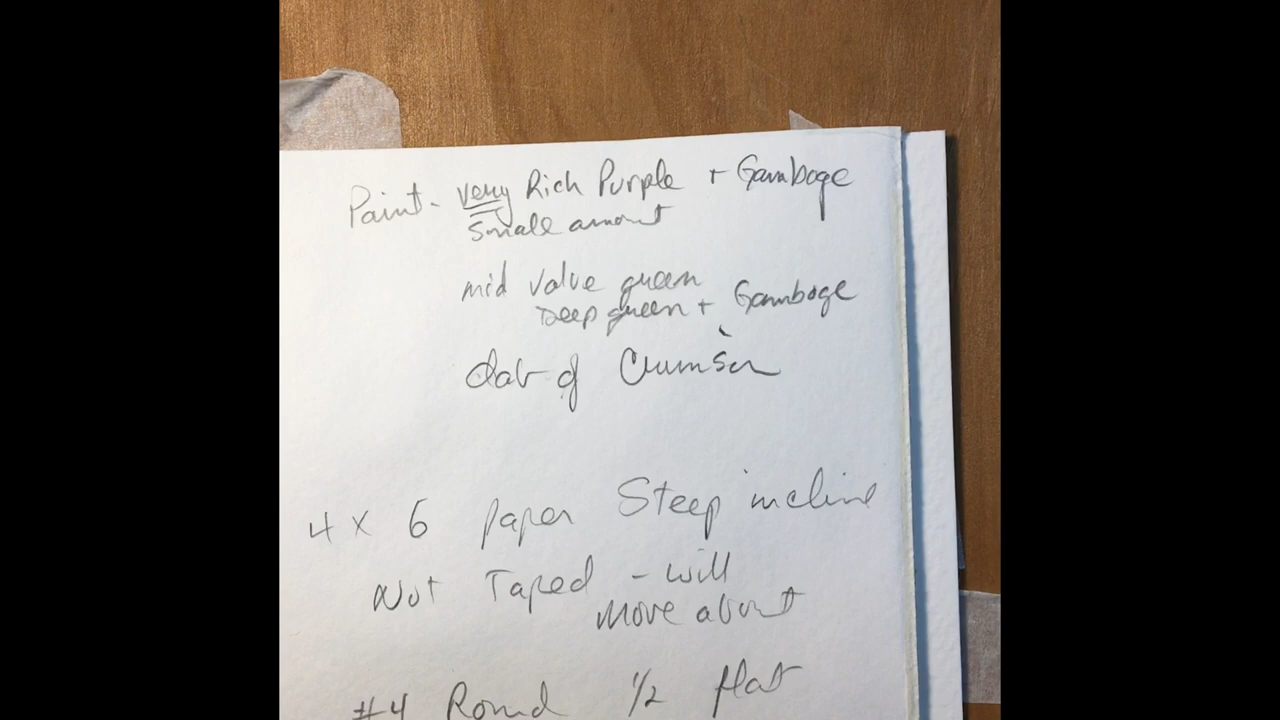 Paint - very Rich Purple + Gamboge
small amount
mid value green
Deep green + Gamboge
dab of Crimson
4 x 6 paper Steep incline
Not Taped - will
move about
#4 Round 1/2 flat